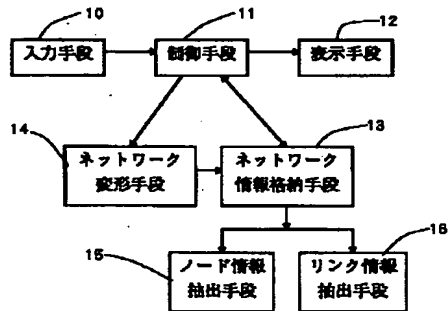 10
11
12
入力手段
制御手段
表示手段
14
13
ネットワーク
変形手段
ネットワーク
情報格納手段
15
16
ノード情報
抽出手段
リンク情報
抽出手段